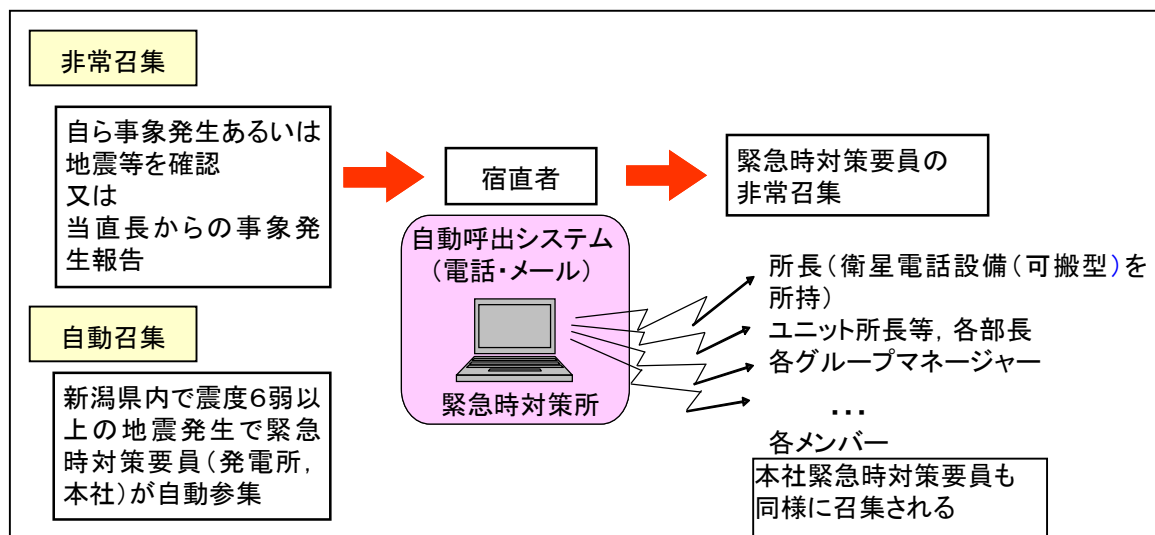 非常召集
自ら事象発生あるいは
地震等を確認
又は
当直長からの事象発
生報告
宿直者
緊急時対策要員の
非常召集
自動呼出システム
(電話・メール)
緊急時対策所
所長(衛星電話設備(可搬型)を
所持)
ユニット所長等,各部長
各グループマネージャー
…
各メンバー
本社緊急時対策要員も
同様に召集される
自動召集
新潟県内で震度6弱以
上の地震発生で緊急
時対策要員(発電所,
本社)が自動参集